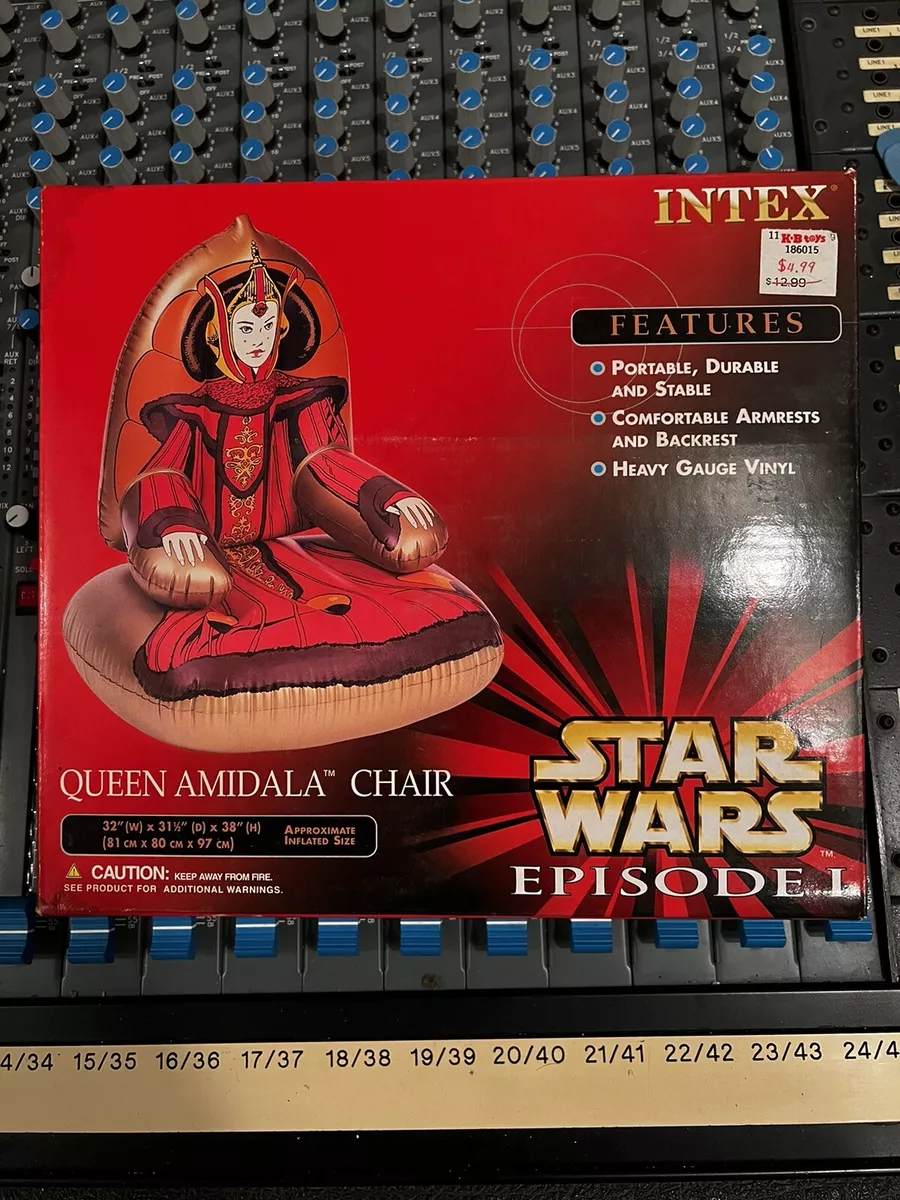 INTEX®
11 K·B toys 9
186015
$4.99
$12.99
FEATURES
PORTABLE, DURABLE
AND STABLE
COMFORTABLE ARMRESTS
AND BACKREST
HEAVY GAUGE VINYL
QUEEN AMIDALA™ CHAIR
32" (W) x 31½" (D) x 38" (H)
(81 CM x 80 CM x 97 CM)
APPROXIMATE
INFLATED SIZE
CAUTION: KEEP AWAY FROM FIRE.
SEE PRODUCT FOR ADDITIONAL WARNINGS.
STAR
WARS
TM
EPISODE I
4/34 15/35 16/36 17/37 18/38 19/39 20/40 21/41 22/42 23/43 24/4